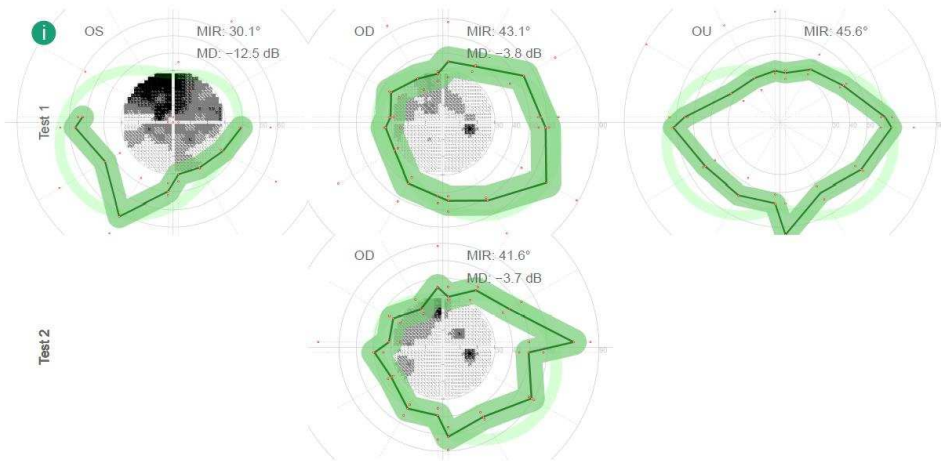 i
OS
MIR: 30.1°
MD: −12.5 dB
OD
MIR: 43.1°
MD: −3.8 dB
OU
MIR: 45.6°
Test 1
OD
MIR: 41.6°
MD: −3.7 dB
Test 2